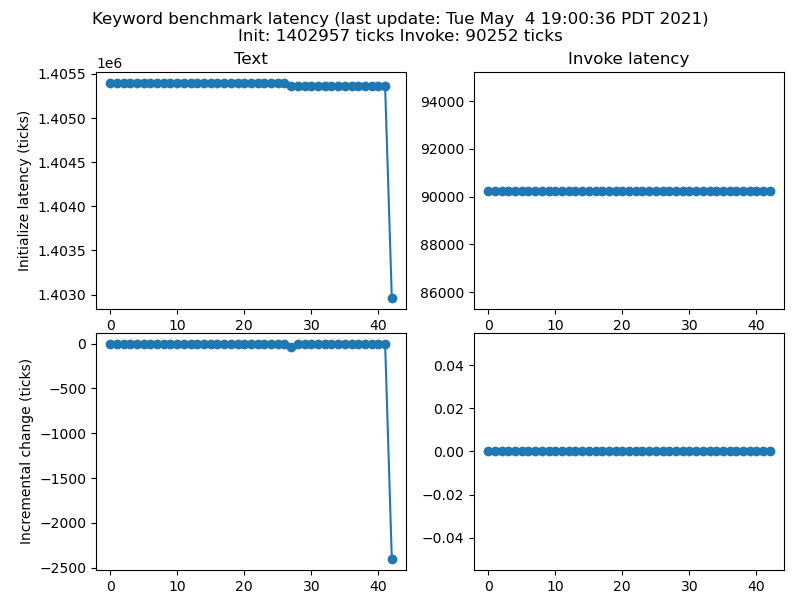 Keyword benchmark latency (last update: Tue May  4 19:00:36 PDT 2021)
Init: 1402957 ticks Invoke: 90252 ticks
Text
Invoke latency
1e6
Initialize latency (ticks)
1.4055
1.4050
1.4045
1.4040
1.4035
1.4030
0 10 20 30 40
94000
92000
90000
88000
86000
0 10 20 30 40
Incremental change (ticks)
0
−500
−1000
−1500
−2000
−2500
0 10 20 30 40
0.04
0.02
0.00
−0.02
−0.04
0 10 20 30 40